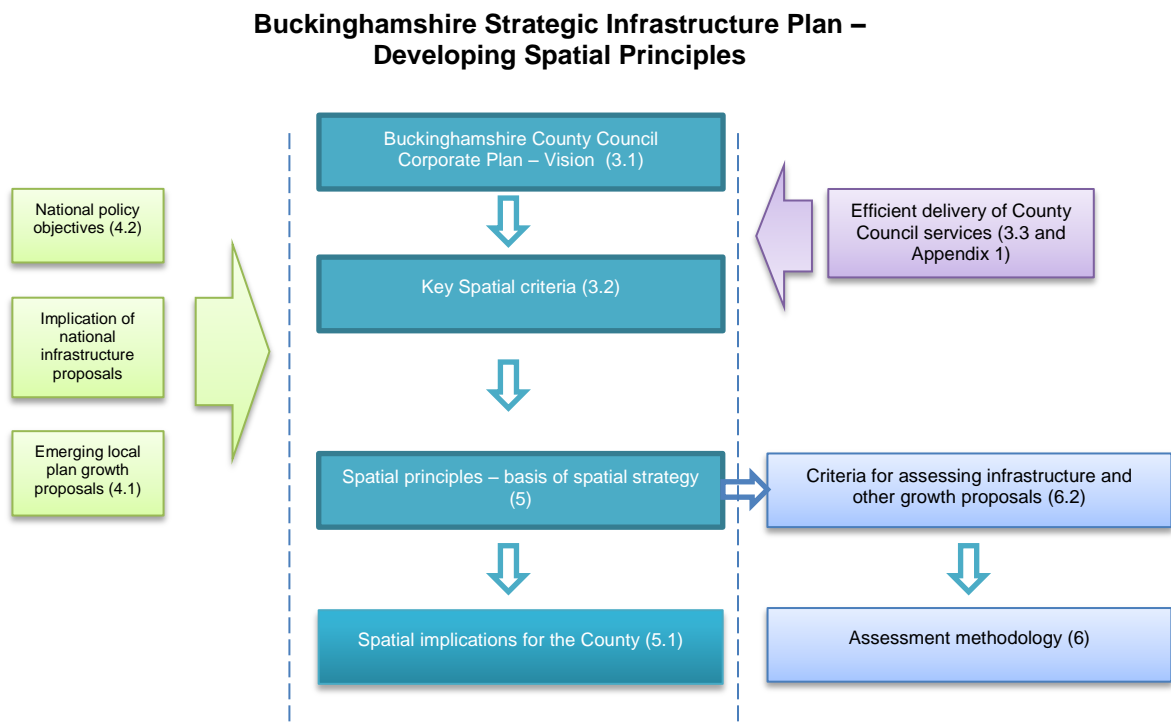 Buckinghamshire Strategic Infrastructure Plan –
Developing Spatial Principles
Buckinghamshire County Council
Corporate Plan – Vision (3.1)
National policy
objectives (4.2)
Efficient delivery of County
Council services (3.3 and
Appendix 1)
Key Spatial criteria (3.2)
Implication of
national
infrastructure
proposals
Emerging local
plan growth
proposals (4.1)
Spatial principles – basis of spatial strategy
(5)
Criteria for assessing infrastructure and
other growth proposals (6.2)
Spatial implications for the County (5.1)
Assessment methodology (6)